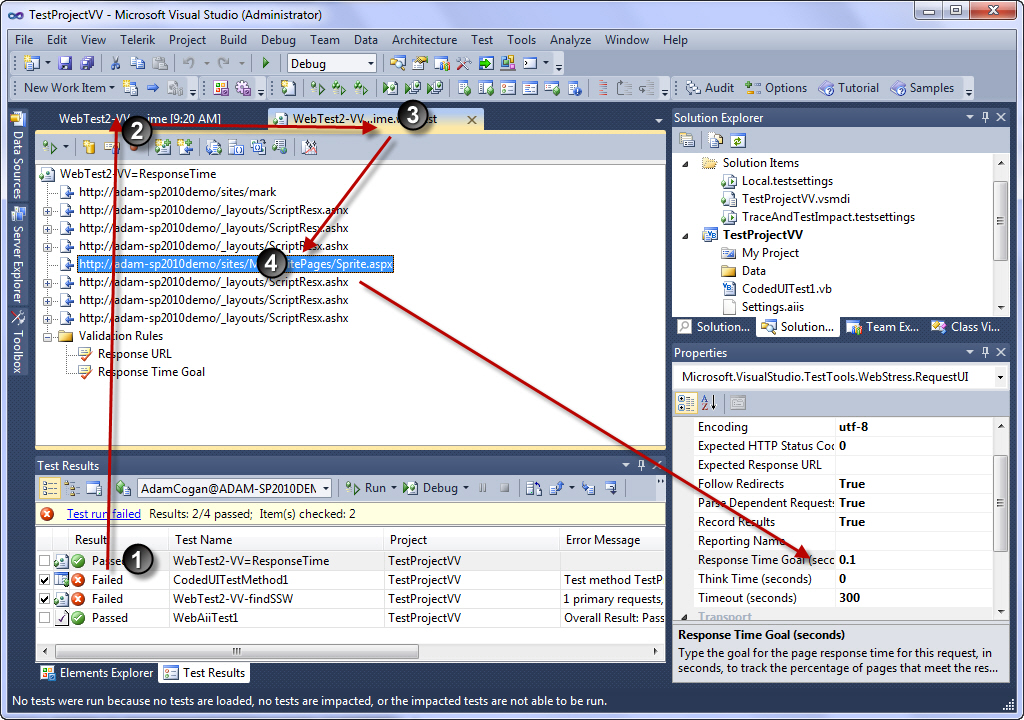 TestProjectVV - Microsoft Visual Studio (Administrator)
File Edit View Telerik Project Build Debug Team Data Architecture Test Tools Analyze Window Help
Debug
New Work Item Audit Options Tutorial Samples
Data Sources
Server Explorer
Toolbox
WebTest2-VV ime [9:20 AM] WebTest2-VV...ime. st
2
3
WebTest2-VV=ResponseTime
http://adam-sp2010demo/sites/mark
http://adam-sp2010demo/_layouts/ScriptResx.ashx
http://adam-sp2010demo/_layouts/ScriptResx.ashx
http://adam-sp2010demo/_layouts/ScriptResx.ashx
http://adam-sp2010demo/sites/M itePages/Sprite.aspx
4
http://adam-sp2010demo/_layouts/ScriptResx.ashx
http://adam-sp2010demo/_layouts/ScriptResx.ashx
http://adam-sp2010demo/_layouts/ScriptResx.ashx
Validation Rules
Response URL
Response Time Goal
Solution Explorer
Solution Items
Local.testsettings
TestProjectVV.vsmdi
TraceAndTestImpact.testsettings
TestProjectVV
My Project
Data
CodedUITest1.vb
Settings.aiis
Solution... Solution... Team Ex... Class Vi...
Properties
Microsoft.VisualStudio.TestTools.WebStress.RequestUI
Encoding utf-8
Expected HTTP Status Coc 0
Expected Response URL
Follow Redirects True
Parse Dependent Requests True
Record Results True
Reporting Name
Response Time Goal (secc 0.1
Think Time (seconds) 0
Timeout (seconds) 300
Transport
Response Time Goal (seconds)
Type the goal for the page response time for this request, in
seconds, to track the percentage of pages that meet the res...
Test Results
AdamCogan@ADAM-SP2010DEM Run Debug
Test run failed Results: 2/4 passed; Item(s) checked: 2
Result Test Name Project Error Message
Passed WebTest2-VV=ResponseTime TestProjectVV
1
Failed CodedUITestMethod1 TestProjectVV Test method TestP
Failed WebTest2-VV-findSSW TestProjectVV 1 primary requests,
Passed WebAiiTest1 TestProjectVV Overall Result: Pass
Elements Explorer Test Results
No tests were run because no tests are loaded, no tests are impacted, or the impacted tests are not able to be run.